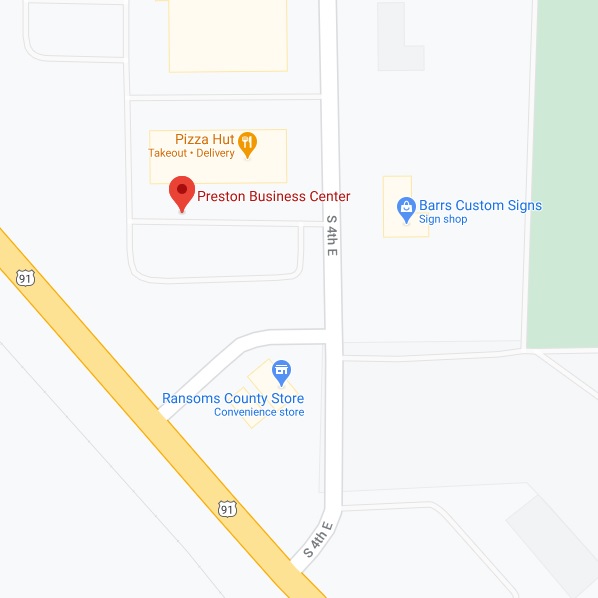 Pizza Hut
Takeout • Delivery
Preston Business Center
Barrs Custom Signs
Sign shop
S 4th E
91
Ransoms County Store
Convenience store
91
S 4th E